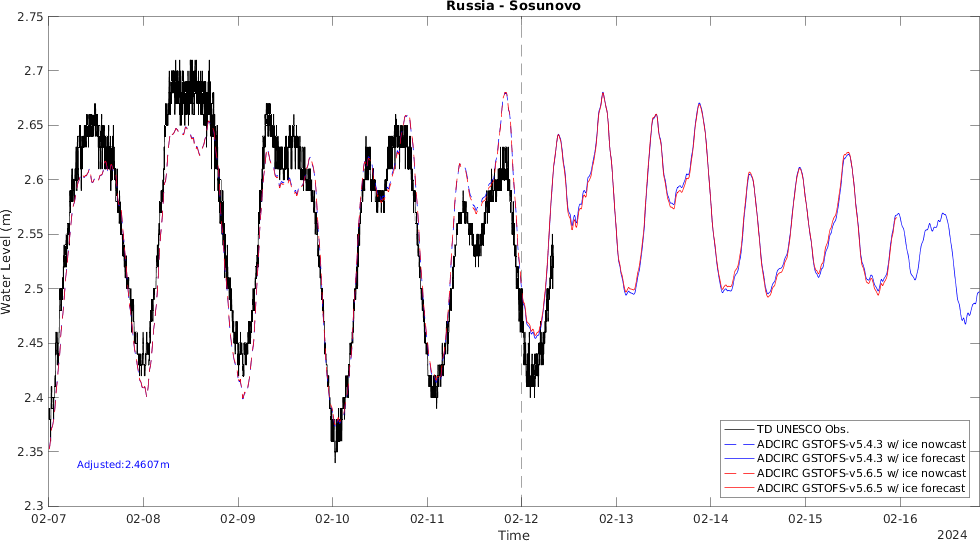 Russia - Sosunovo
2.75
2.7
2.65
2.6
2.55
2.5
2.45
2.4
2.35
2.3
Water Level (m)
Adjusted:2.4607m
TD UNESCO Obs.
ADCIRC GSTOFS-v5.4.3 w/ ice nowcast
ADCIRC GSTOFS-v5.4.3 w/ ice forecast
ADCIRC GSTOFS-v5.6.5 w/ ice nowcast
ADCIRC GSTOFS-v5.6.5 w/ ice forecast
02-07 02-08 02-09 02-10 02-11 02-12 02-13 02-14 02-15 02-16
Time
2024